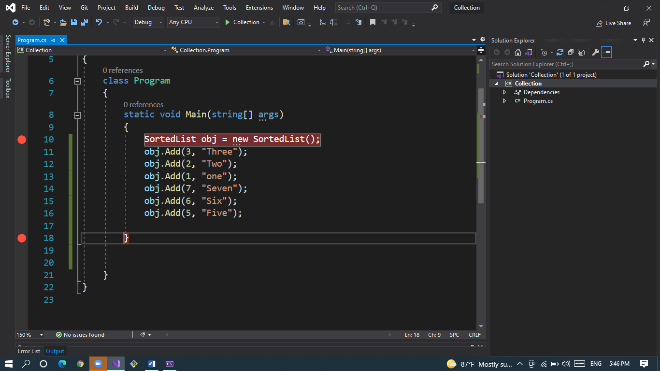 File Edit View Git Project Build Debug Test Analyze Tools Extensions Window Help Search (Ctrl+Q) Collection
Debug Any CPU Collection Live Share
Program.cs
Collection Collection.Program Main(string[] args)
Server Explorer
Toolbox
5 {
0 references
6 class Program
7 {
0 references
8 static void Main(string[] args)
9 {
10 SortedList obj = new SortedList();
11 obj.Add(3, "Three");
12 obj.Add(2, "Two");
13 obj.Add(1, "one");
14 obj.Add(7, "Seven");
15 obj.Add(6, "Six");
16 obj.Add(5, "Five");
17
18 }
19
20
21 }
22 }
23
150% No issues found Ln: 18 Ch: 9 SPC CRLF
Error List Output
Solution Explorer
Search Solution Explorer (Ctrl+;)
Solution 'Collection' (1 of 1 project)
Collection
Dependencies
Program.cs
87°F Mostly su... ENG 5:46 PM